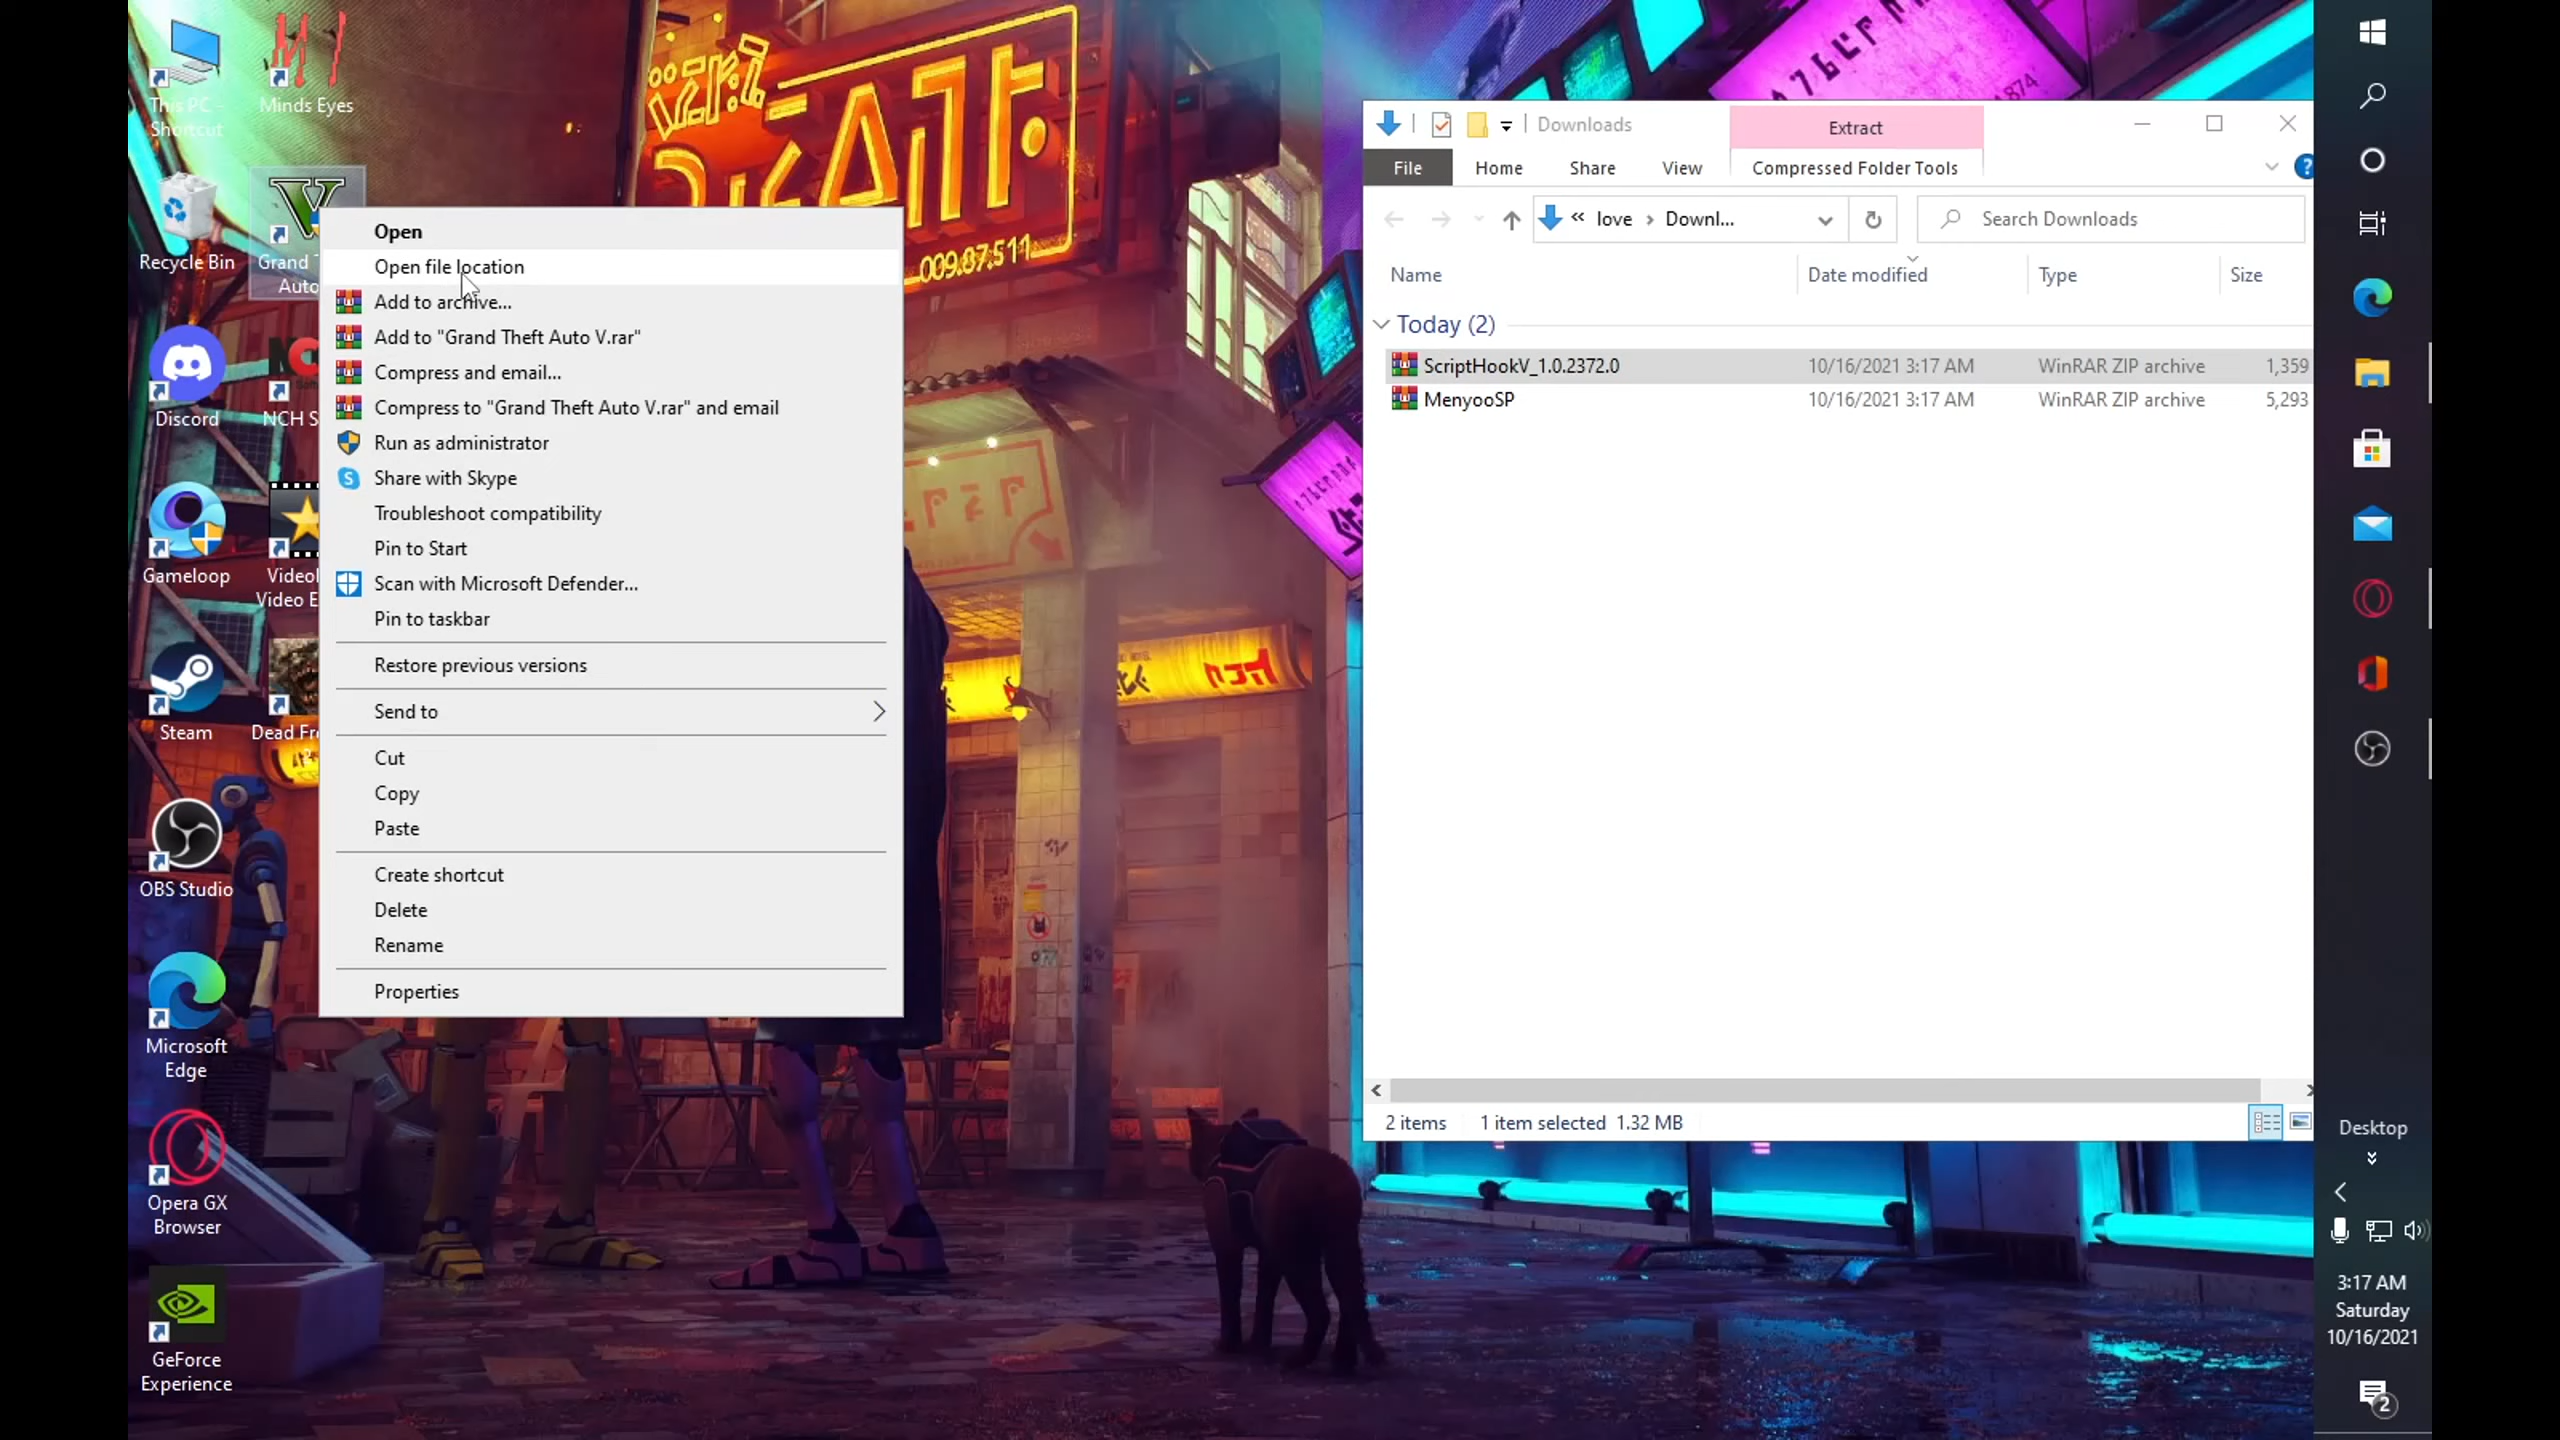 This PC -
Shortcut
Minds Eyes
Recycle Bin
Grand
Auto
Discord
NCH S
Gameloop
Videol
Video E
Steam
Dead Fr
OBS Studio
Microsoft
Edge
Opera GX
Browser
GeForce
Experience
009.87.511
874
Open
Open file location
Add to archive...
Add to "Grand Theft Auto V.rar"
Compress and email...
Compress to "Grand Theft Auto V.rar" and email
Run as administrator
Share with Skype
Troubleshoot compatibility
Pin to Start
Scan with Microsoft Defender...
Pin to taskbar
Restore previous versions
Send to
Cut
Copy
Paste
Create shortcut
Delete
Rename
Properties
Downloads
Extract
File Home Share View Compressed Folder Tools
« love › Downl...
Search Downloads
Name Date modified Type Size
Today (2)
ScriptHookV_1.0.2372.0 10/16/2021 3:17 AM WinRAR ZIP archive 1,359
MenyooSP 10/16/2021 3:17 AM WinRAR ZIP archive 5,293
2 items 1 item selected 1.32 MB
Desktop
3:17 AM
Saturday
10/16/2021
2